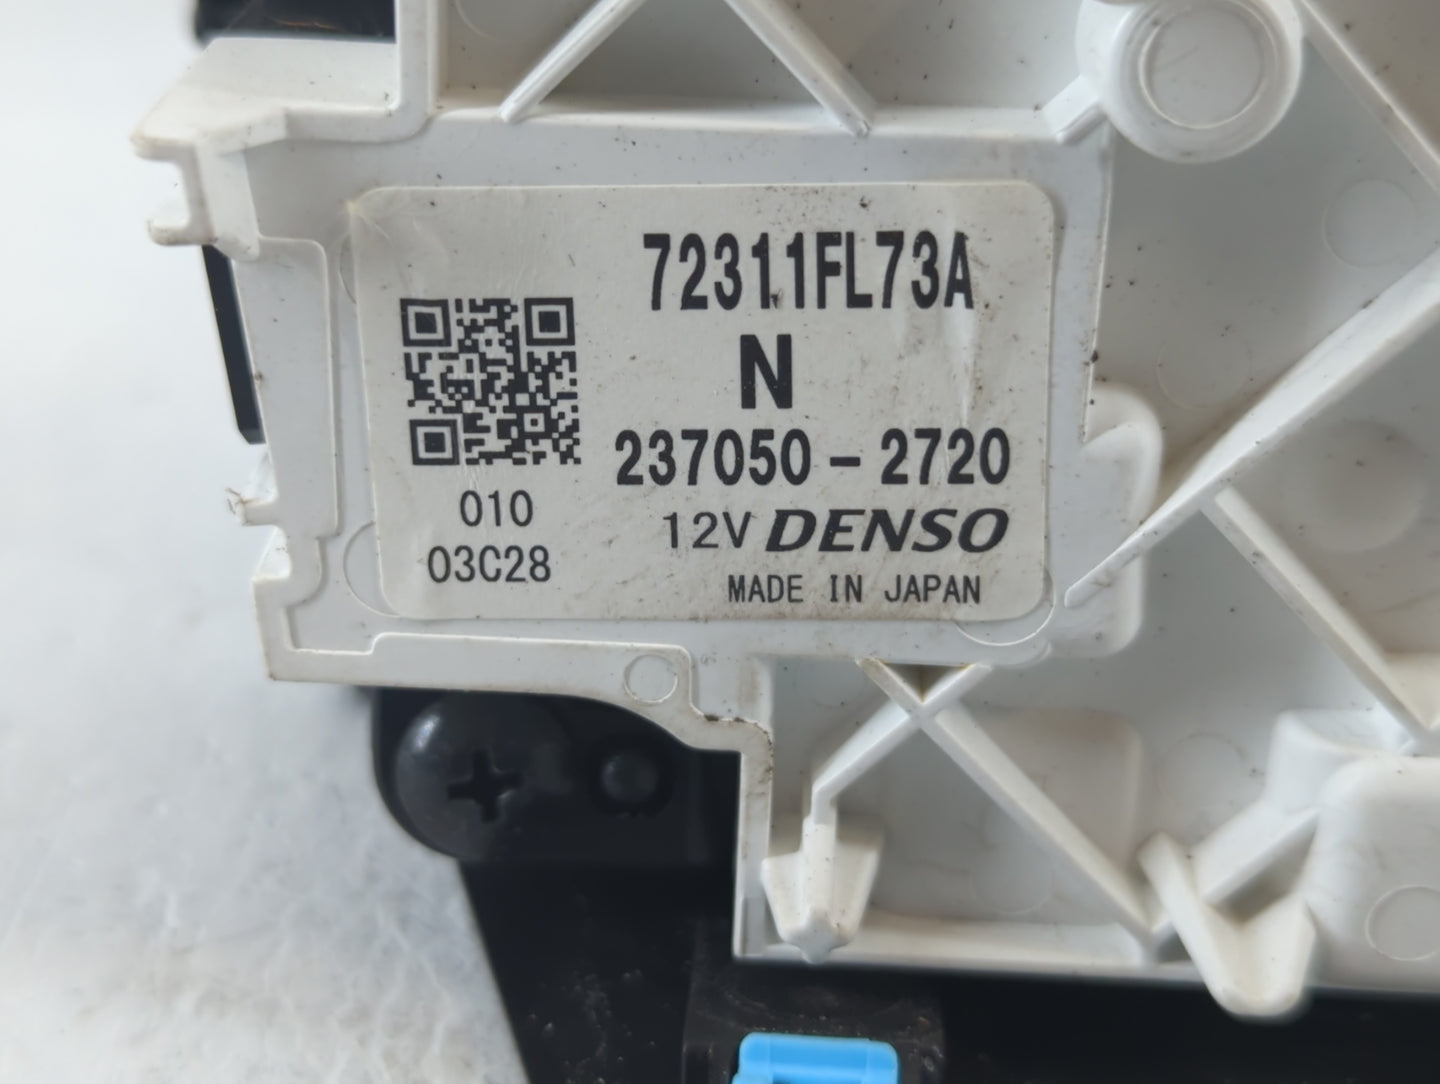 72311FL73A
N
237050-2720
010
12V DENSO
03C28
MADE IN JAPAN